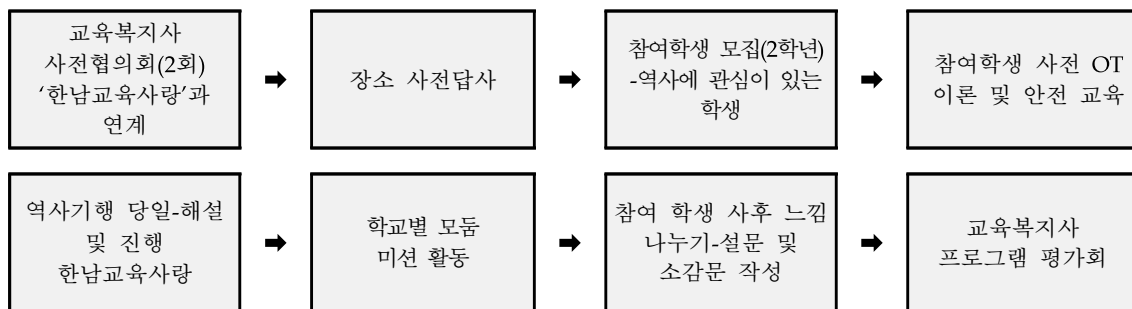 교육복지사
사전협의회(2회)
‘한남교육사랑’과
연계
➡
장소 사전답사
➡
참여학생 모집(2학년)
-역사에 관심이 있는
학생
➡
참여학생 사전 OT
이론 및 안전 교육
역사기행 당일-해설
및 진행
한남교육사랑
➡
학교별 모둠
미션 활동
➡
참여 학생 사후 느낌
나누기-설문 및
소감문 작성
➡
교육복지사
프로그램 평가회